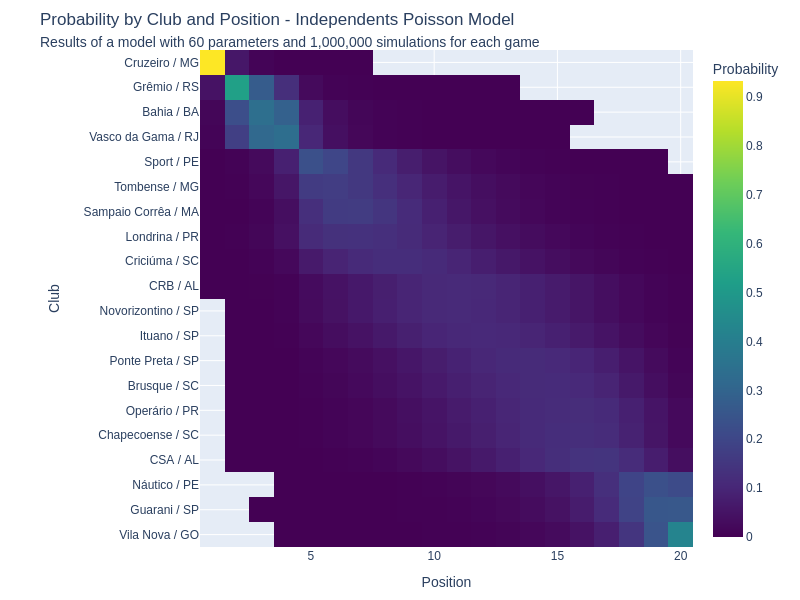 Probability by Club and Position - Independents Poisson Model
Results of a model with 60 parameters and 1,000,000 simulations for each game
Probability
Cruzeiro / MG
Grêmio / RS
Bahia / BA
Vasco da Gama / RJ
Sport / PE
Tombense / MG
Sampaio Corrêa / MA
Londrina / PR
Criciúma / SC
CRB / AL
Novorizontino / SP
Ituano / SP
Ponte Preta / SP
Brusque / SC
Operário / PR
Chapecoense / SC
CSA / AL
Náutico / PE
Guarani / SP
Vila Nova / GO
Club
5
10
15
20
Position
0.9
0.8
0.7
0.6
0.5
0.4
0.3
0.2
0.1
0